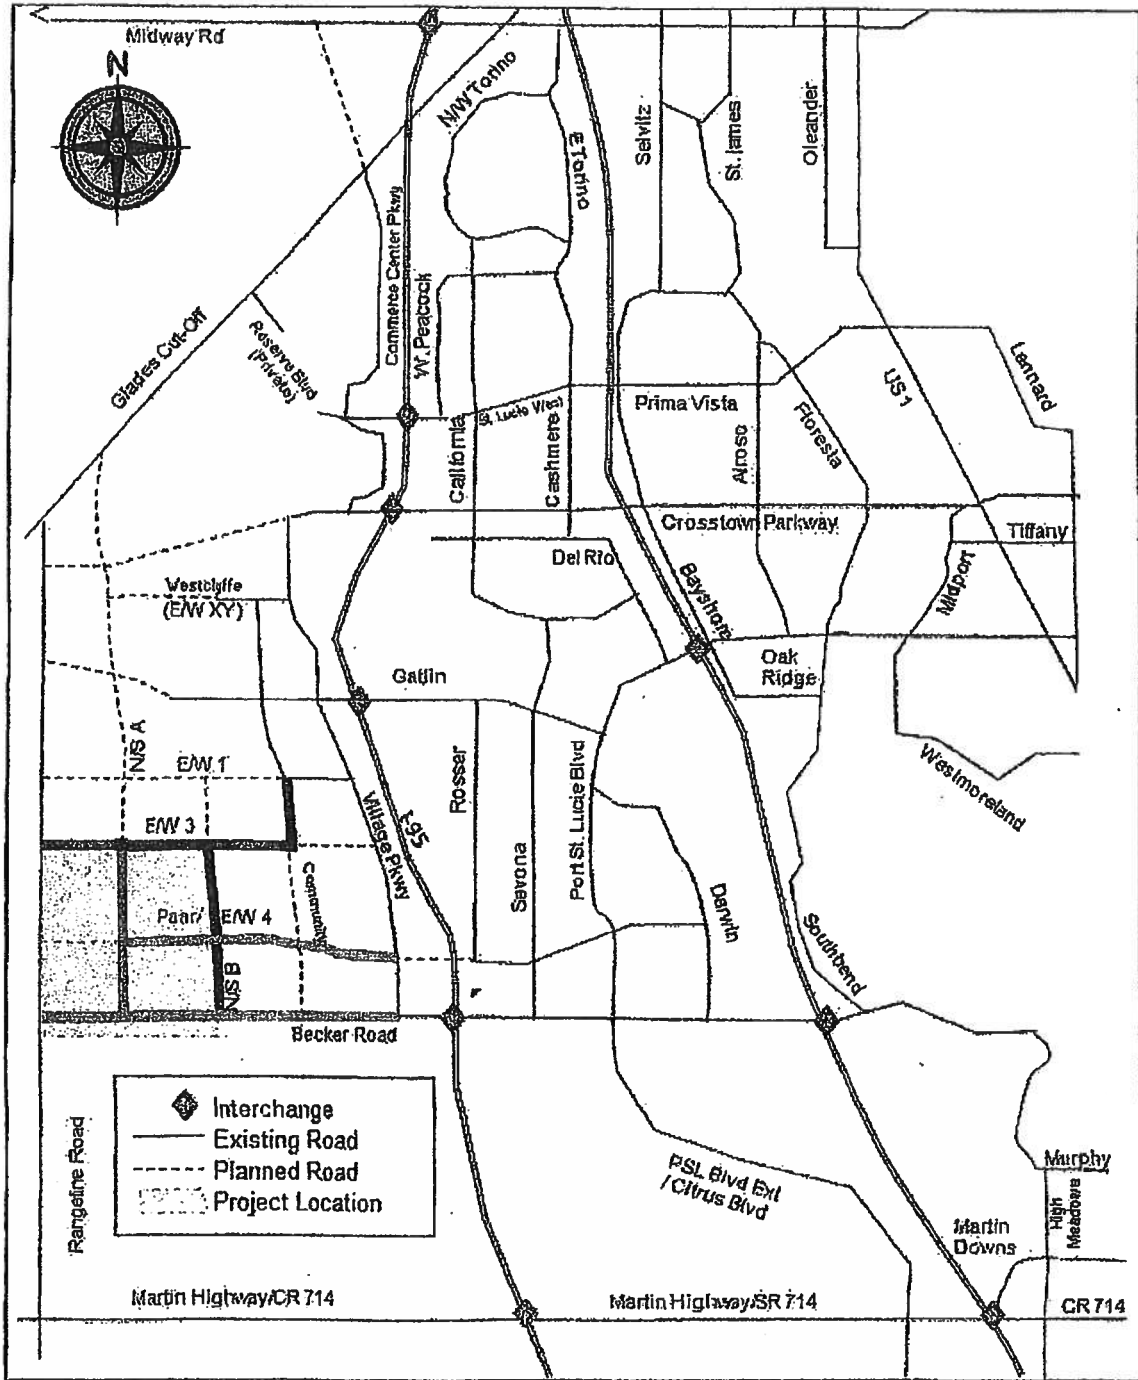 Midway Rd
N
N/W Torino
E Torino
Selvitz
St. James
Oleander
Commerce Center Pkwy
W. Peacock
Glades Cut-Off
Reserve Blvd
(Private)
US 1
Lennard
St. Lucie West
Prima Vista
California
Cashmere
Airoso
Floresta
Crosstown Parkway
Tiffany
Midport
Del Rio
Bayshore
Westcliffe
(E/W XY)
Gatlin
Oak
Ridge
N/S A
E/W 1
Village Pkwy
I-95
Rosser
Savona
Port St. Lucie Blvd
Darwin
Westmoreland
E/W 3
Community
Paar/ E/W 4
N/S B
Southbend
Becker Road
Interchange
Existing Road
Planned Road
Project Location
Rangeline Road
PSL Blvd Ext
/Citrus Blvd
Murphy
High
Meadows
Martin
Downs
Martin Highway/CR 714
Martin Highway/SR 714
CR 714